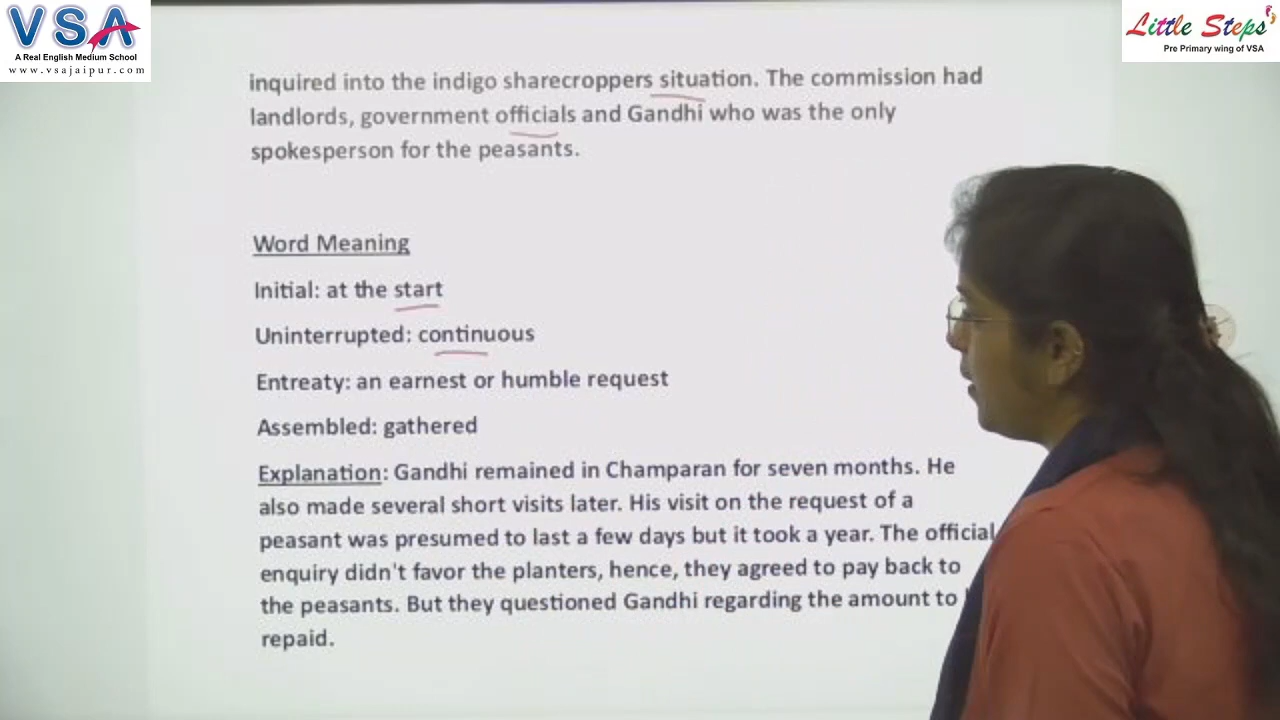 VSA
A Real English Medium School
www.vsajaipur.com
Little Steps
Pre Primary wing of VSA
inquired into the indigo sharecroppers situation. The commission had
landlords, government officials and Gandhi who was the only
spokesperson for the peasants.
Word Meaning
Initial: at the start
Uninterrupted: continuous
Entreaty: an earnest or humble request
Assembled: gathered
Explanation: Gandhi remained in Champaran for seven months. He
also made several short visits later. His visit on the request of a
peasant was presumed to last a few days but it took a year. The official
enquiry didn't favor the planters, hence, they agreed to pay back to
the peasants. But they questioned Gandhi regarding the amount to
repaid.